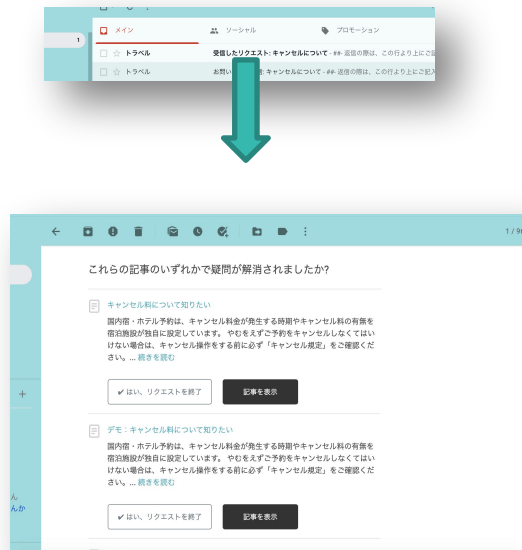 メイン
ソーシャル
プロモーション
1
トラベル
受信したリクエスト: キャンセルについて - ##- 返信の際は、この行より上にご記
トラベル
お問い
キャンセルについて - ##- 返信の際は、この行より上にご記入
1 / 98
これらの記事のいずれかで疑問が解消されましたか?
キャンセル料について知りたい
国内宿・ホテル予約は、キャンセル料金が発生する時期やキャンセル料の有無を
宿泊施設が独自に設定しています。 やむをえずご予約をキャンセルしなくてはい
けない場合は、キャンセル操作をする前に必ず「キャンセル規定」をご確認くだ
さい。... 続きを読む
✔ はい、リクエストを終了
記事を表示
デモ:キャンセル料について知りたい
国内宿・ホテル予約は、キャンセル料金が発生する時期やキャンセル料の有無を
宿泊施設が独自に設定しています。 やむをえずご予約をキャンセルしなくてはい
けない場合は、キャンセル操作をする前に必ず「キャンセル規定」をご確認くだ
さい。... 続きを読む
ん
んか
✔ はい、リクエストを終了
記事を表示